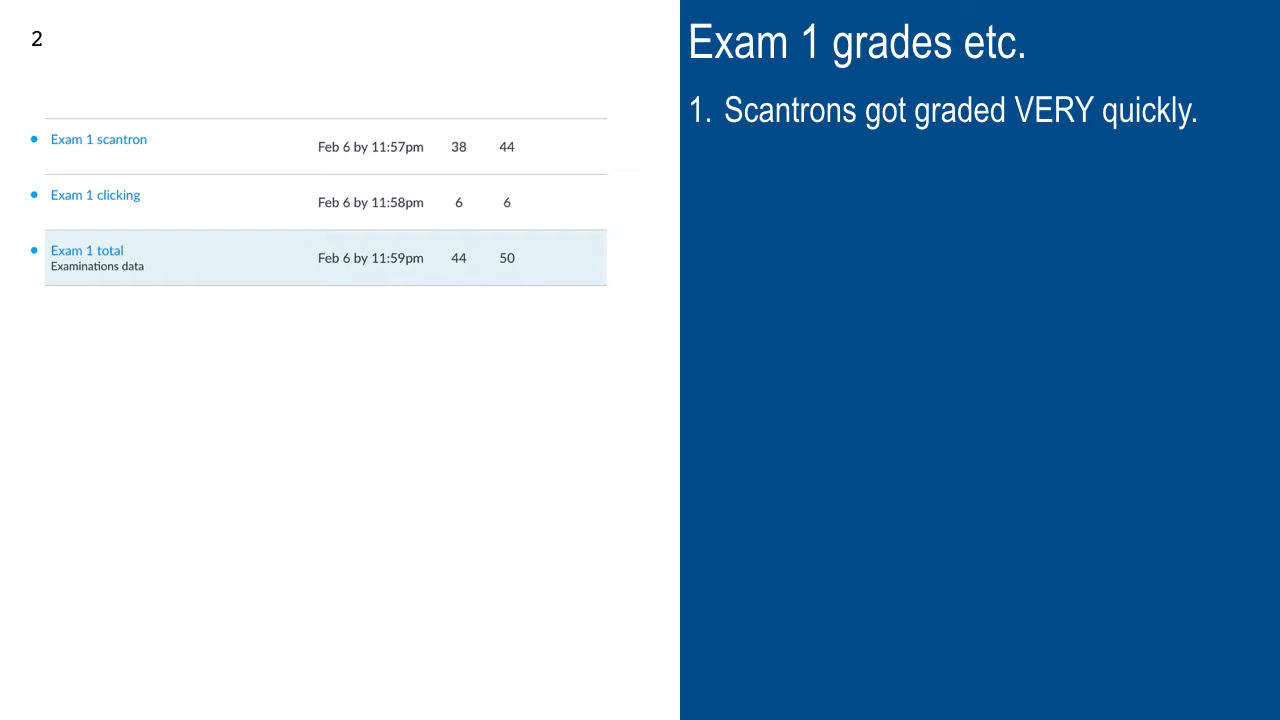 2
Exam 1 scantron Feb 6 by 11:57pm 38 44
Exam 1 clicking Feb 6 by 11:58pm 6 6
Exam 1 total
Examinations data Feb 6 by 11:59pm 44 50
Exam 1 grades etc.
1. Scantrons got graded VERY quickly.